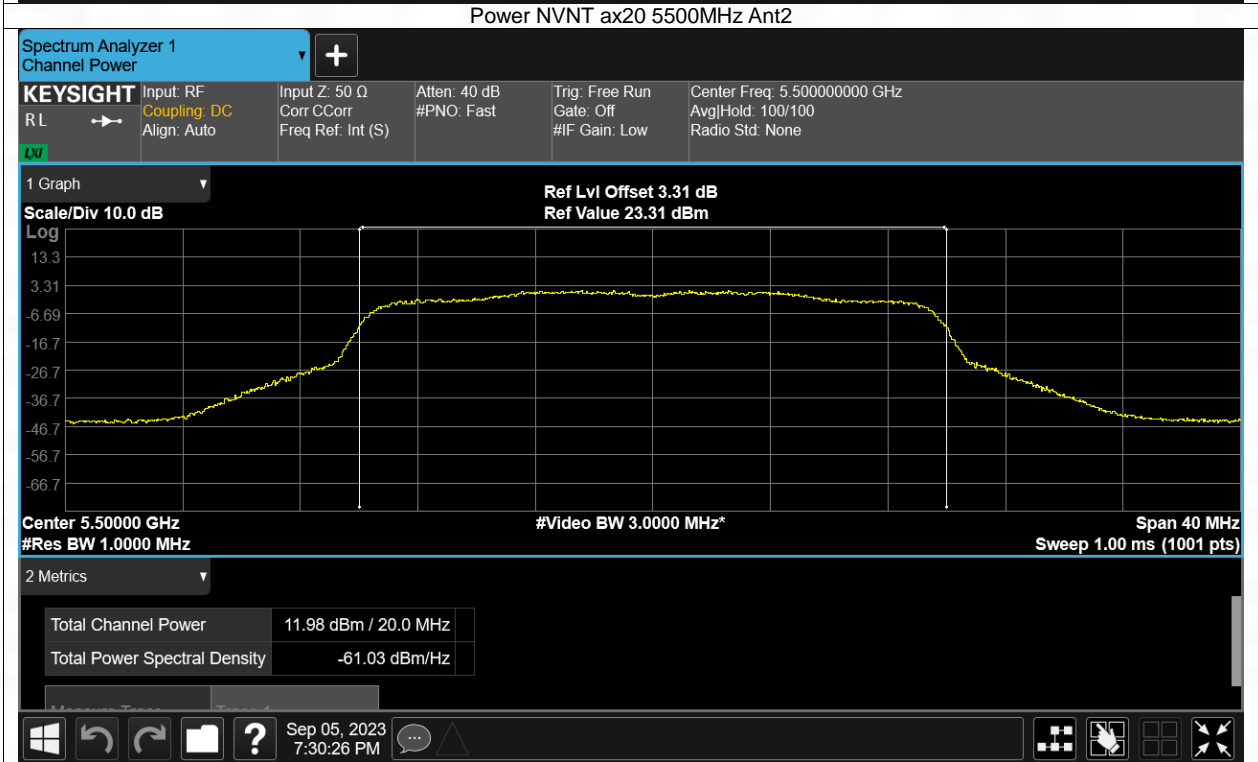 Power NVNT ax20 5500MHz Ant2
Spectrum Analyzer 1
Channel Power
KEYSIGHT
R L
LXI
Input: RF
Coupling: DC
Align: Auto
Input Z: 50 Ω
Corr CCorr
Freq Ref: Int (S)
Atten: 40 dB
#PNO: Fast
Trig: Free Run
Gate: Off
#IF Gain: Low
Center Freq: 5.500000000 GHz
Avg|Hold: 100/100
Radio Std: None
1 Graph
Scale/Div 10.0 dB
Ref Lvl Offset 3.31 dB
Ref Value 23.31 dBm
Log
13.3
3.31
-6.69
-16.7
-26.7
-36.7
-46.7
-56.7
-66.7
Center 5.50000 GHz
#Video BW 3.0000 MHz*
Span 40 MHz
#Res BW 1.0000 MHz
Sweep 1.00 ms (1001 pts)
2 Metrics
Total Channel Power 11.98 dBm / 20.0 MHz
Total Power Spectral Density -61.03 dBm/Hz
Sep 05, 2023
7:30:26 PM